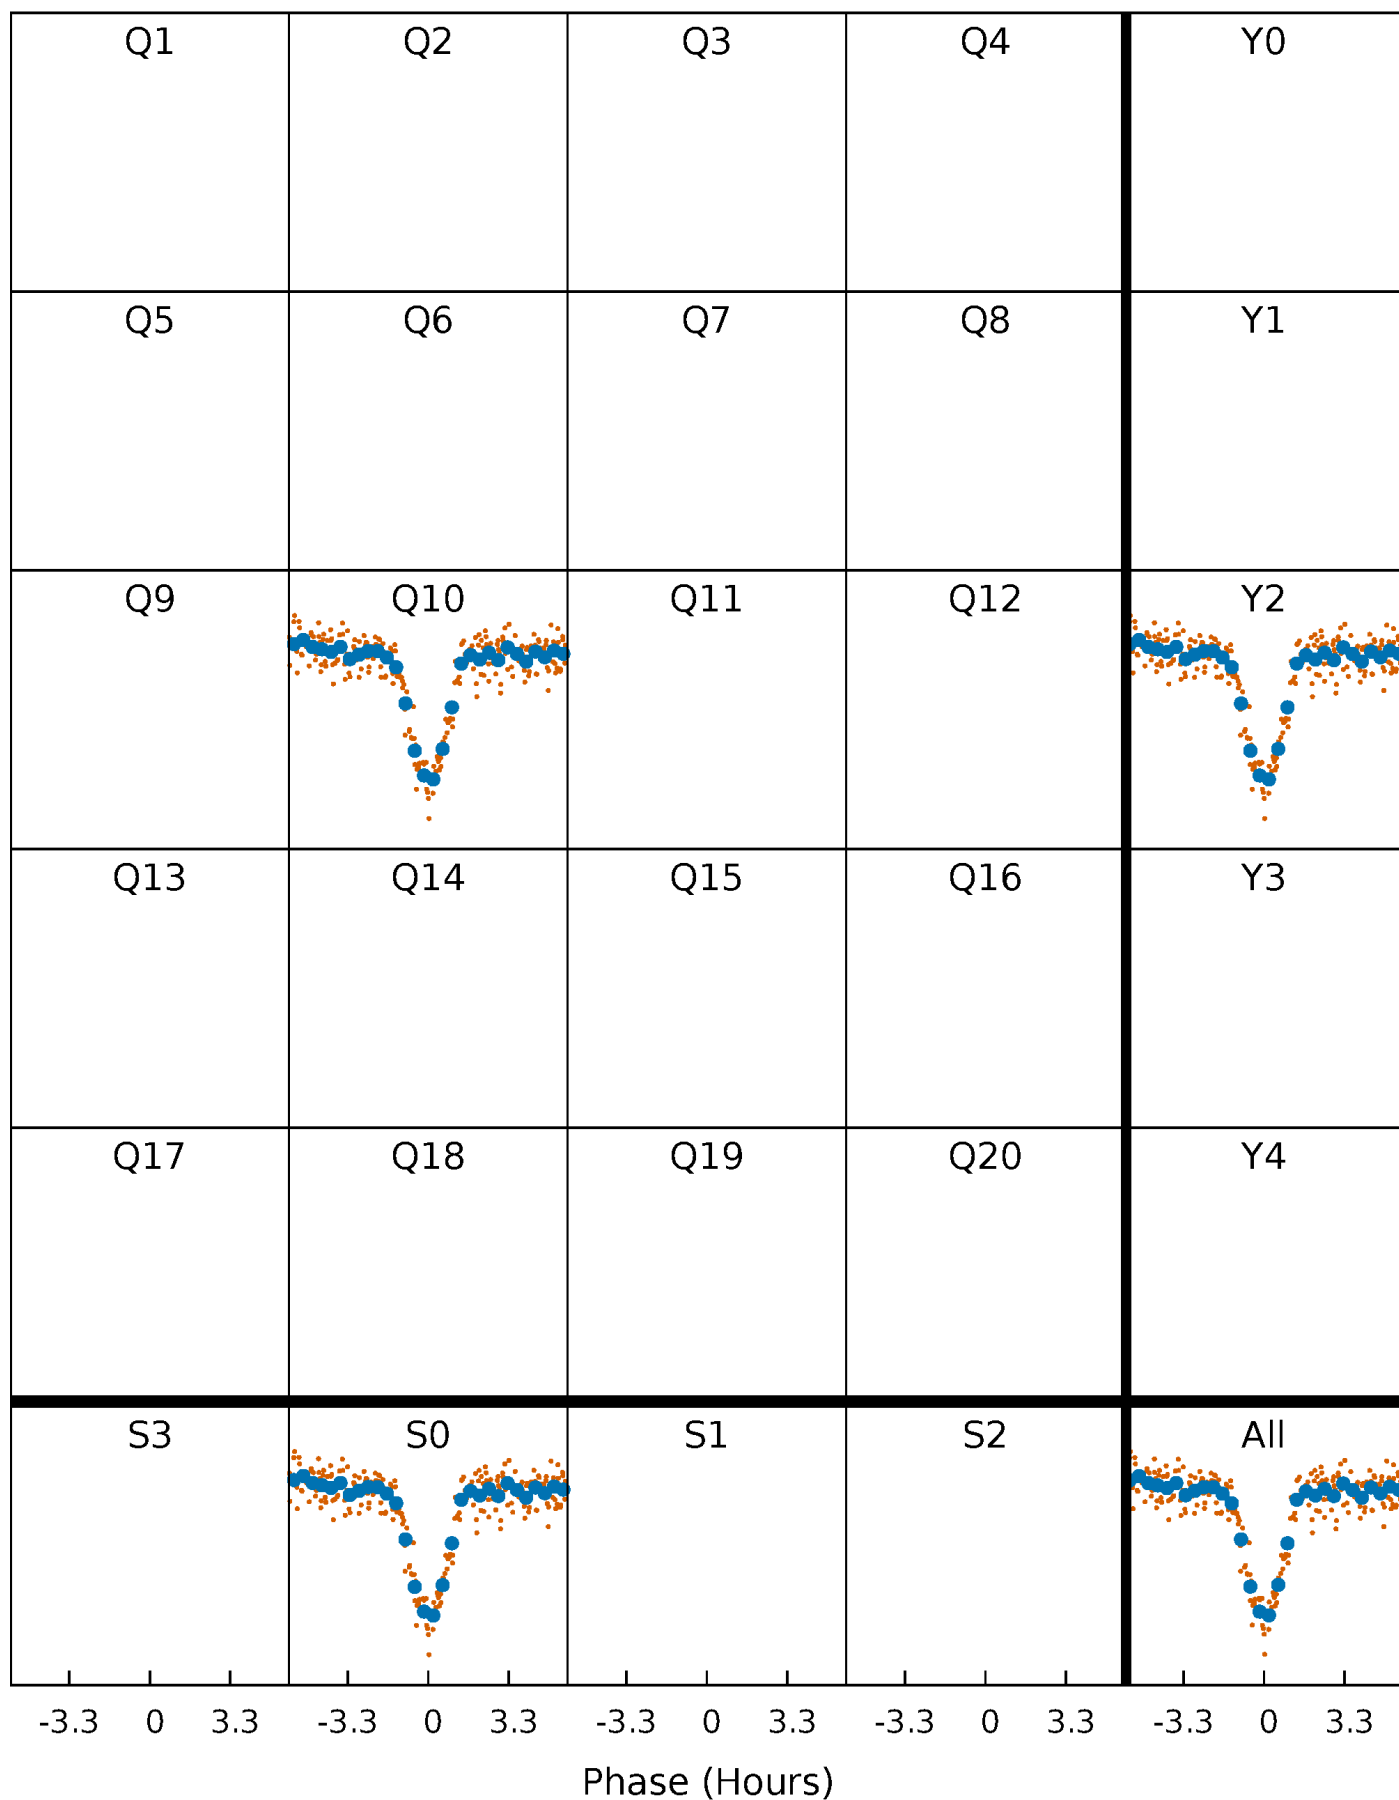 Q1 Q2 Q3 Q4 Y0
Q5 Q6 Q7 Q8 Y1
Q9 Q10 Q11 Q12 Y2
Q13 Q14 Q15 Q16 Y3
Q17 Q18 Q19 Q20 Y4
S3 S0 S1 S2 All
-3.3 0 3.3 -3.3 0 3.3 -3.3 0 3.3 -3.3 0 3.3 -3.3 0 3.3
Phase (Hours)